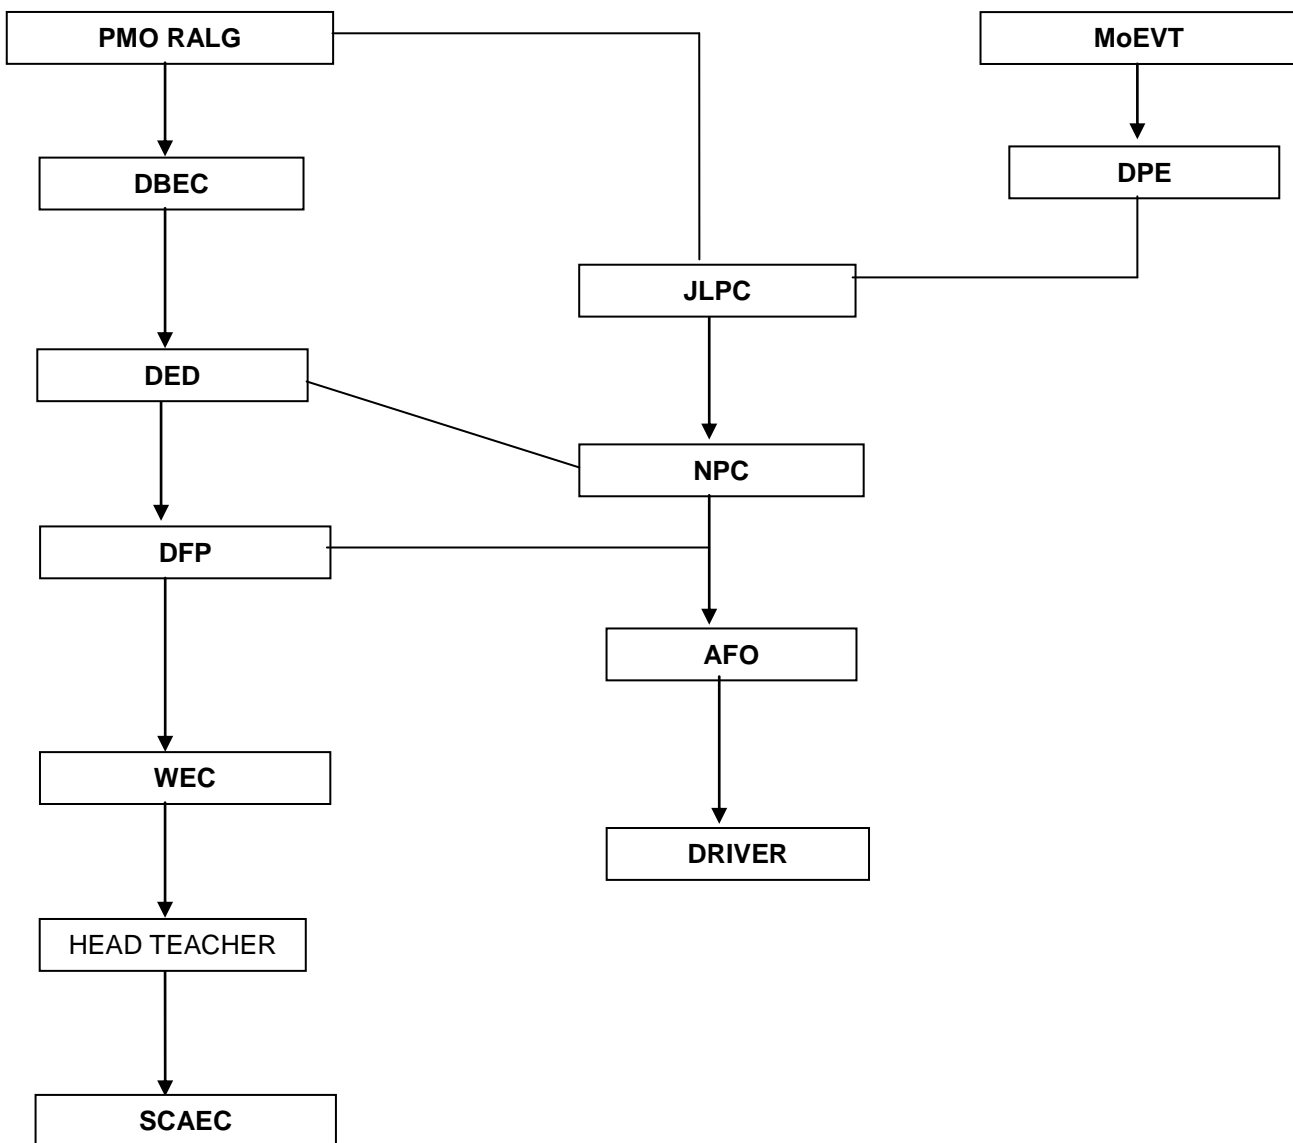 PMO RALG
MoEVT
DBEC
DPE
JLPC
DED
NPC
DFP
AFO
WEC
DRIVER
HEAD TEACHER
SCAEC